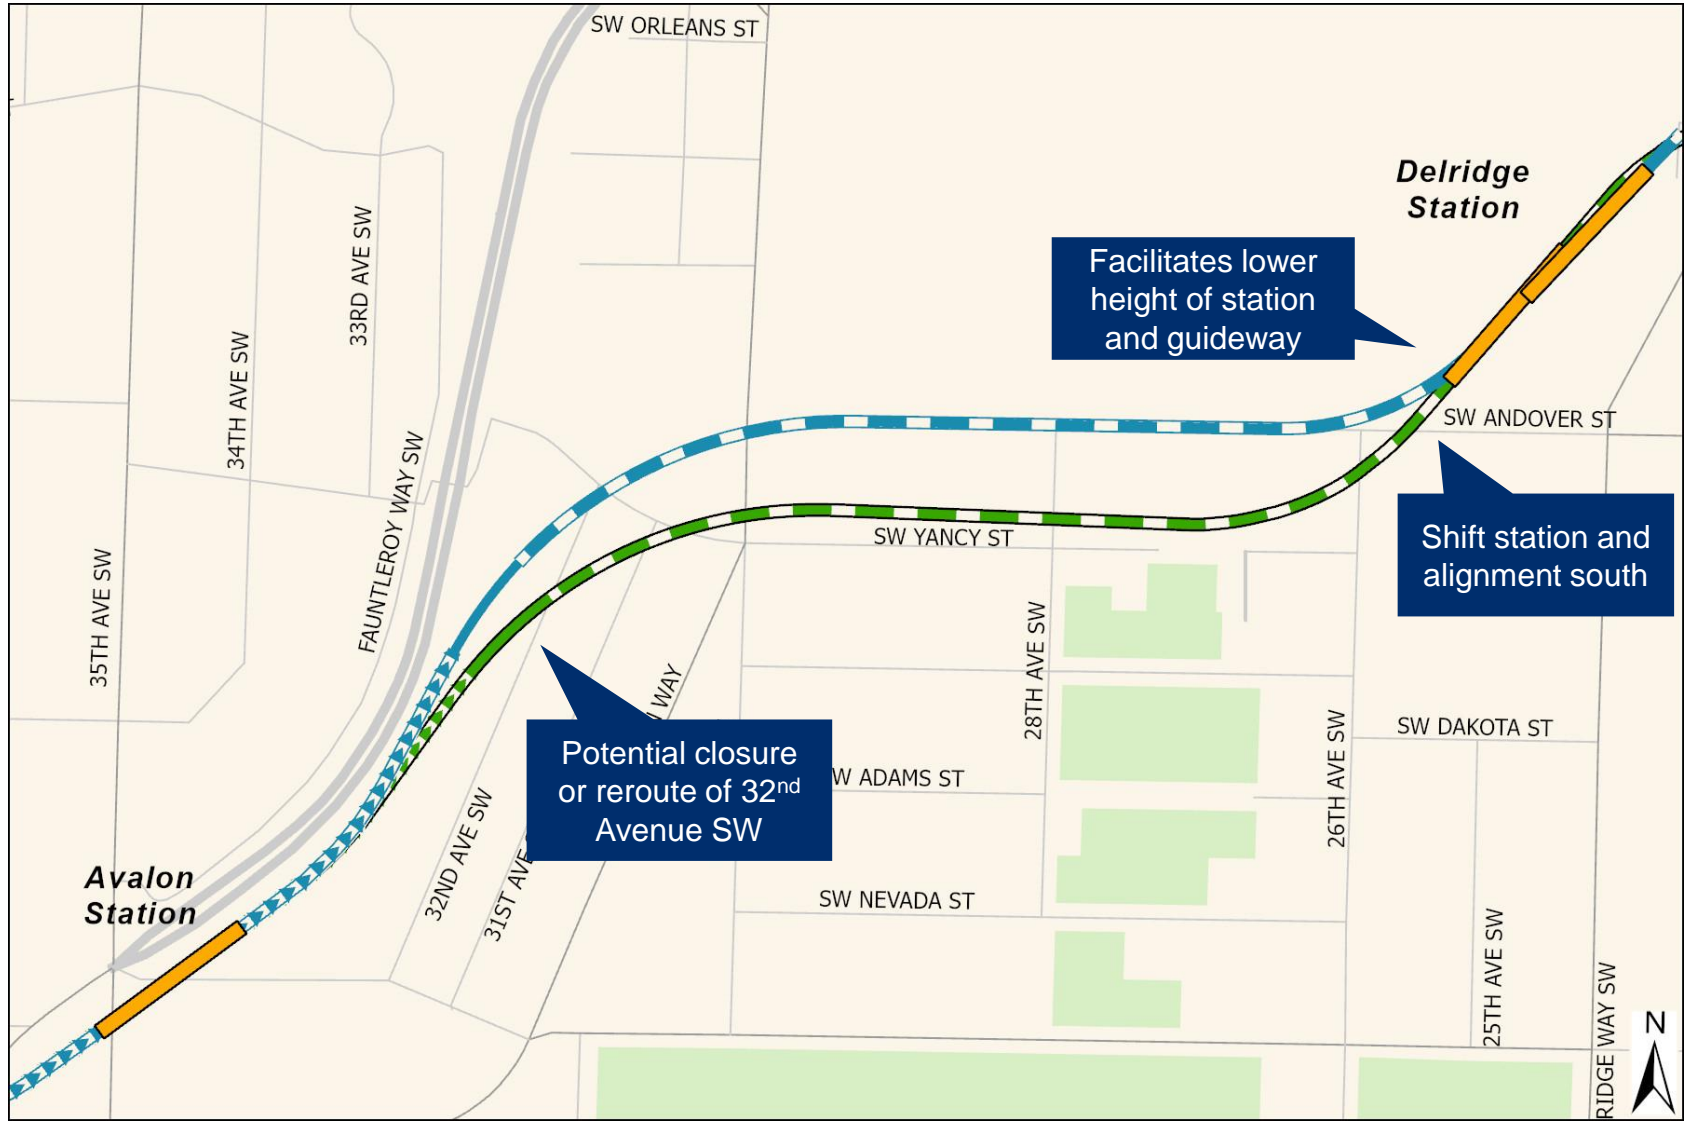 SW ORLEANS ST
Delridge
Station
33RD AVE SW
Facilitates lower
height of station
and guideway
34TH AVE SW
SW ANDOVER ST
FAUNTLEROY WAY SW
SW YANCY ST
Shift station and
alignment south
35TH AVE SW
28TH AVE SW
WAY
SW DAKOTA ST
26TH AVE SW
Potential closure
or reroute of 32nd
Avenue SW
W ADAMS ST
32ND AVE SW
31ST AVE
Avalon
Station
SW NEVADA ST
25TH AVE SW
RIDGE WAY SW
N